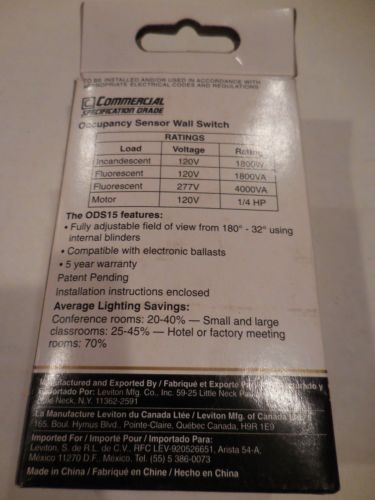 TO BE INSTALLED AND/OR USED IN ACCORDANCE WITH
APPROPRIATE ELECTRICAL CODES AND REGULATIONS
COMMERCIAL
SPECIFICATION GRADE
Occupancy Sensor Wall Switch
RATINGS
Load Voltage Rating
Incandescent 120V 1800W
Fluorescent 120V 1800VA
Fluorescent 277V 4000VA
Motor 120V 1/4 HP
The ODS15 features:
• Fully adjustable field of view from 180° - 32° using
internal blinders
• Compatible with electronic ballasts
• 5 year warranty
Patent Pending
Installation instructions enclosed
Average Lighting Savings:
Conference rooms: 20-40% — Small and large
classrooms: 25-45% — Hotel or factory meeting
rooms: 70%
Manufactured and Exported By / Fabriqué et Exporté Par / y
Exportado Por: Leviton Mfg. Co., Inc. 59-25 Little Neck
Little Neck, N.Y. 11362-2591
La Manufacture Leviton du Canada Ltée / Leviton Mfg. of Canada Ltd.
165. Boul. Hymus Blvd., Pointe-Claire, Québec Canada, H9R 1E9
Imported For / Importé Pour / Importado Para:
Leviton, S. de R.L. de C.V., RFC LEV-920526651, Arista 54-A,
México 11270 D.F., México, Tel. (55) 5 386-0073
Made in China / Fabriqué en Chine / Hecho en China